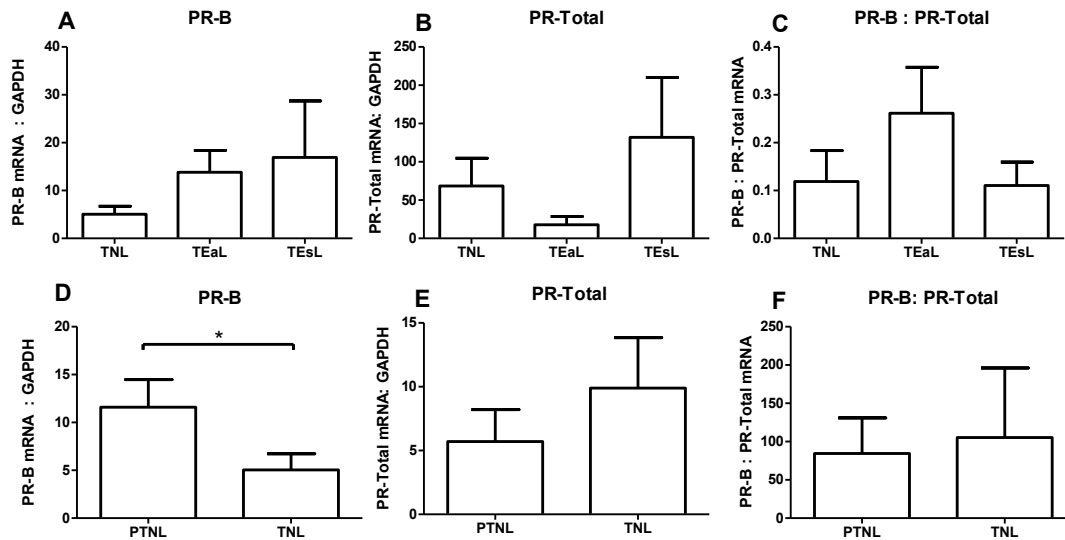 A
PR-B
PR-B mRNA : GAPDH
40
30
20
10
0
TNL TEaL TEsL
B
PR-Total
PR-Total mRNA: GAPDH
250
200
150
100
50
0
TNL TEaL TEsL
C
PR-B : PR-Total
PR-B : PR-Total mRNA
0.4
0.3
0.2
0.1
0.0
TNL TEaL TEsL
D
PR-B
PR-B mRNA : GAPDH
20
15
10
5
0
*
PTNL TNL
E
PR-Total
PR-Total mRNA: GAPDH
15
10
5
0
PTNL TNL
F
PR-B: PR-Total
PR-B : PR-Total mRNA
250
200
150
100
50
0
PTNL TNL